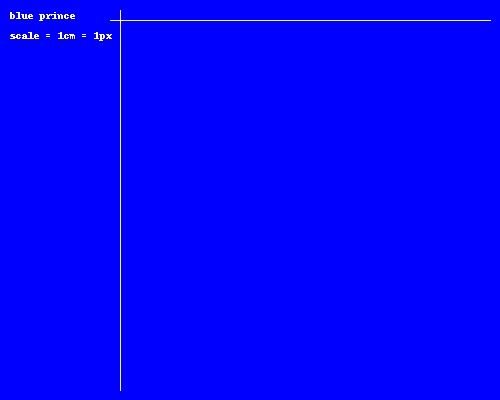 blue prince
scale = 1cm = 1px